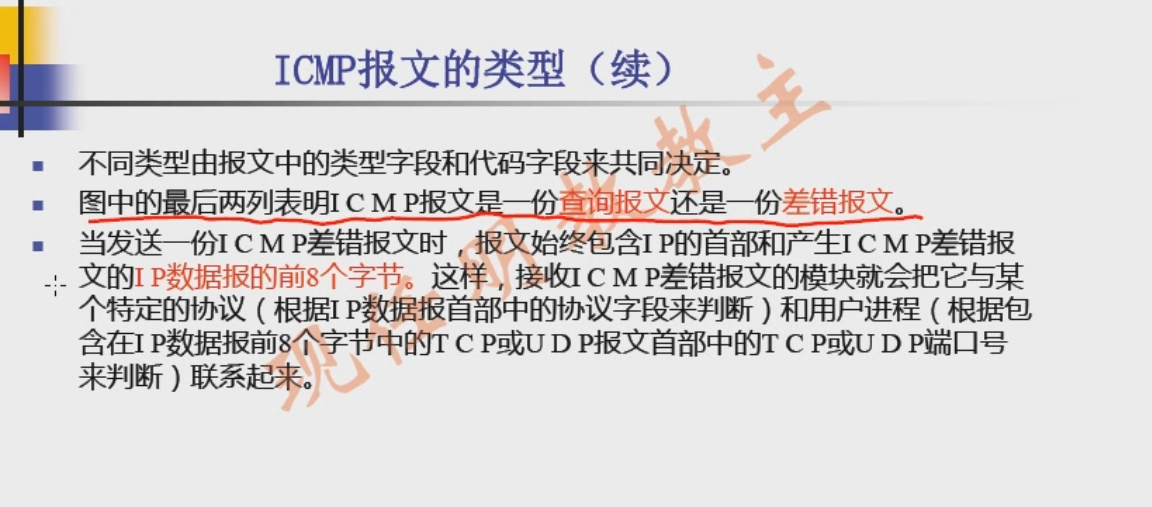 ICMP报文的类型（续）
不同类型由报文中的类型字段和代码字段来共同决定。
图中的最后两列表明I C M P报文是一份查询报文还是一份差错报文。
当发送一份I C M P差错报文时，报文始终包含I P的首部和产生I C M P差错报
文的I P数据报的前8个字节。这样，接收I C M P差错报文的模块就会把它与某
个特定的协议（根据I P数据报首部中的协议字段来判断）和用户进程（根据包
含在I P数据报前8个字节中的T C P或U D P报文首部中的T C P或U D P端口号
来判断）联系起来。
现任明教教主